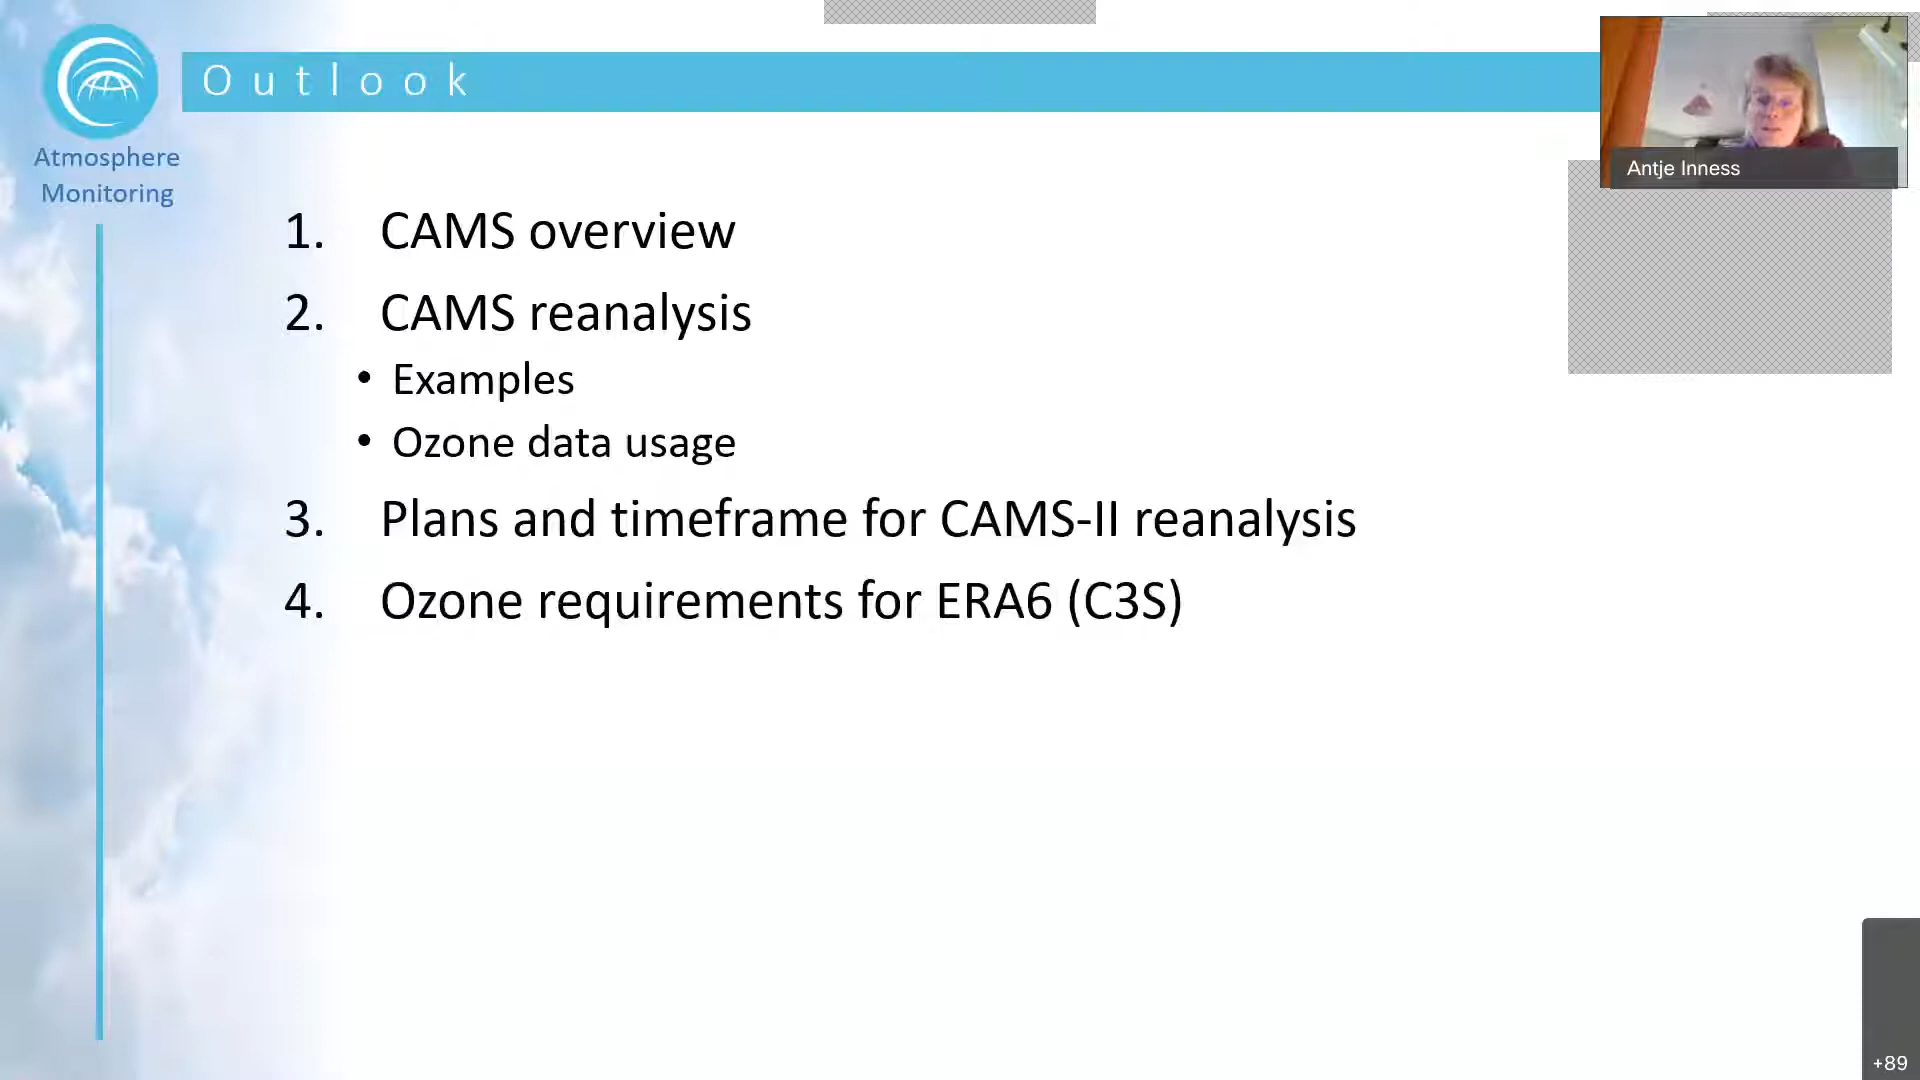 Outlook
Atmosphere
Monitoring
Antje Inness
1. CAMS overview
2. CAMS reanalysis
• Examples
• Ozone data usage
3. Plans and timeframe for CAMS-II reanalysis
4. Ozone requirements for ERA6 (C3S)
+89